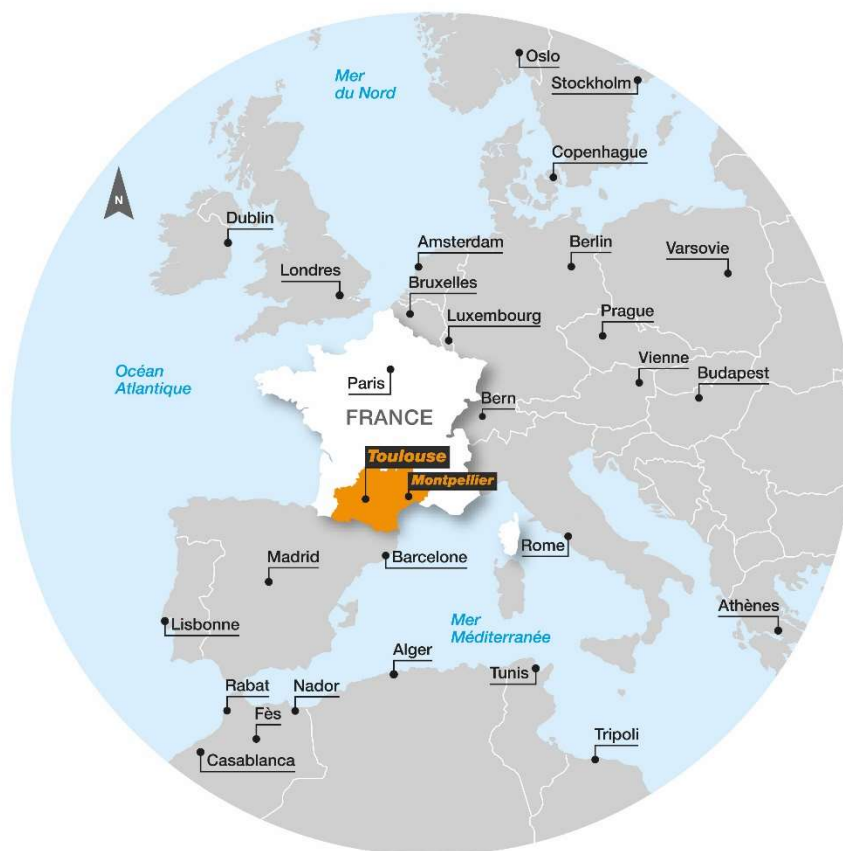 Oslo
Mer
du Nord
Stockholm
Copenhague
N
Dublin
Amsterdam
Berlin
Varsovie
Londres
Bruxelles
Luxembourg
Prague
Océan
Atlantique
Paris
Vienne
Budapest
Bern
FRANCE
Toulouse
Montpellier
Rome
Madrid
Barcelone
Athènes
Lisbonne
Mer
Méditerranée
Alger
Tunis
Rabat
Nador
Fès
Tripoli
Casablanca